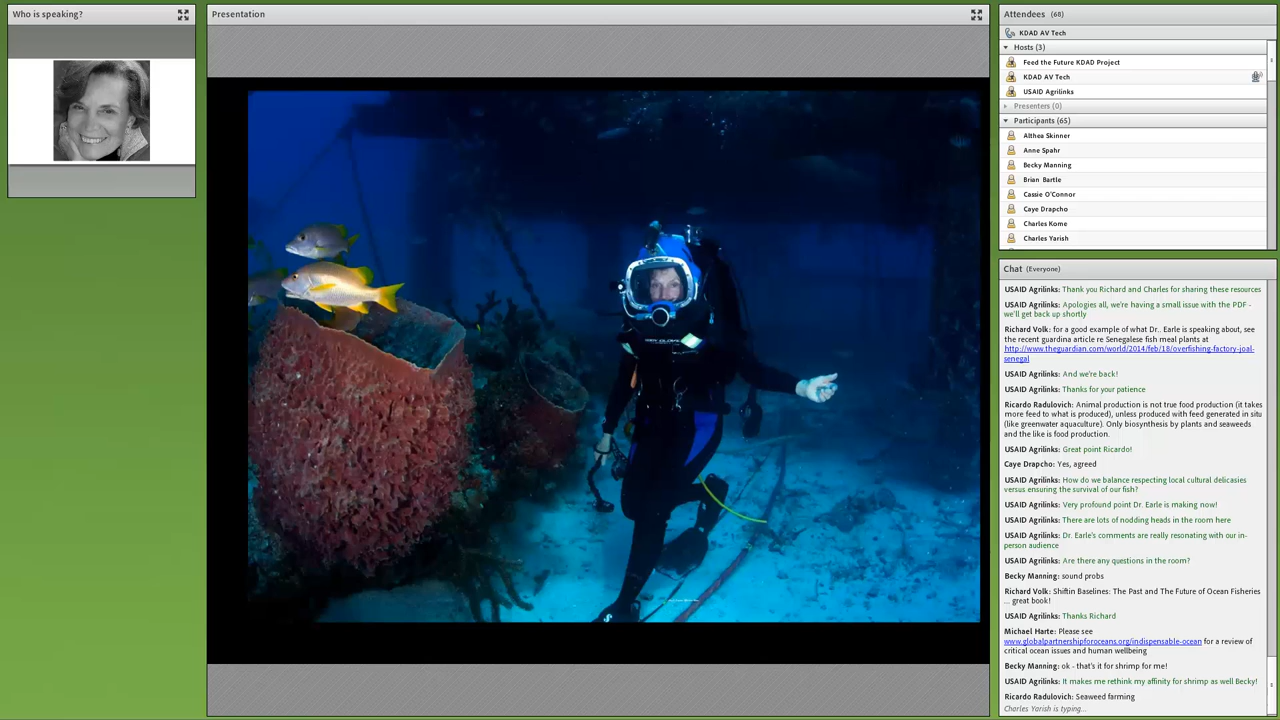 Who is speaking?
Presentation
Attendees (68)
KDAD AV Tech
Hosts (3)
Feed the Future KDAD Project
KDAD AV Tech
USAID Agrilinks
Presenters (0)
Participants (65)
Althea Skinner
Anne Spahr
Becky Manning
Brian Bartle
Cassie O'Connor
Caye Drapcho
Charles Kome
Charles Yarish
Chat (Everyone)
USAID Agrilinks: Thank you Richard and Charles for sharing these resources
USAID Agrilinks: Apologies all, we're having a small issue with the PDF -
we'll get back up shortly
Richard Volk: for a good example of what Dr.. Earle is speaking about, see
the recent guardina article re Senegalese fish meal plants at
http://www.theguardian.com/world/2014/feb/18/overfishing-factory-joal-
senegal
USAID Agrilinks: And we're back!
USAID Agrilinks: Thanks for your patience
Ricardo Radulovich: Animal production is not true food production (it takes
more feed to what is produced), unless produced with feed generated in situ
(like greenwater aquaculture). Only biosynthesis by plants and seaweeds
and the like is food production.
USAID Agrilinks: Great point Ricardo!
Caye Drapcho: Yes, agreed
USAID Agrilinks: How do we balance respecting local cultural delicasies
versus ensuring the survival of our fish?
USAID Agrilinks: Very profound point Dr. Earle is making now!
USAID Agrilinks: There are lots of nodding heads in the room here
USAID Agrilinks: Dr. Earle's comments are really resonating with our in-
person audience
USAID Agrilinks: Are there any questions in the room?
Becky Manning: sound probs
Richard Volk: Shiftin Baselines: The Past and The Future of Ocean Fisheries
... great book!
USAID Agrilinks: Thanks Richard
Michael Harte: Please see
www.globalpartnershipforoceans.org/indispensable-ocean for a review of
critical ocean issues and human wellbeing
Becky Manning: ok - that's it for shrimp for me!
USAID Agrilinks: It makes me rethink my affinity for shrimp as well Becky!
Ricardo Radulovich: Seaweed farming
Charles Yarish is typing...